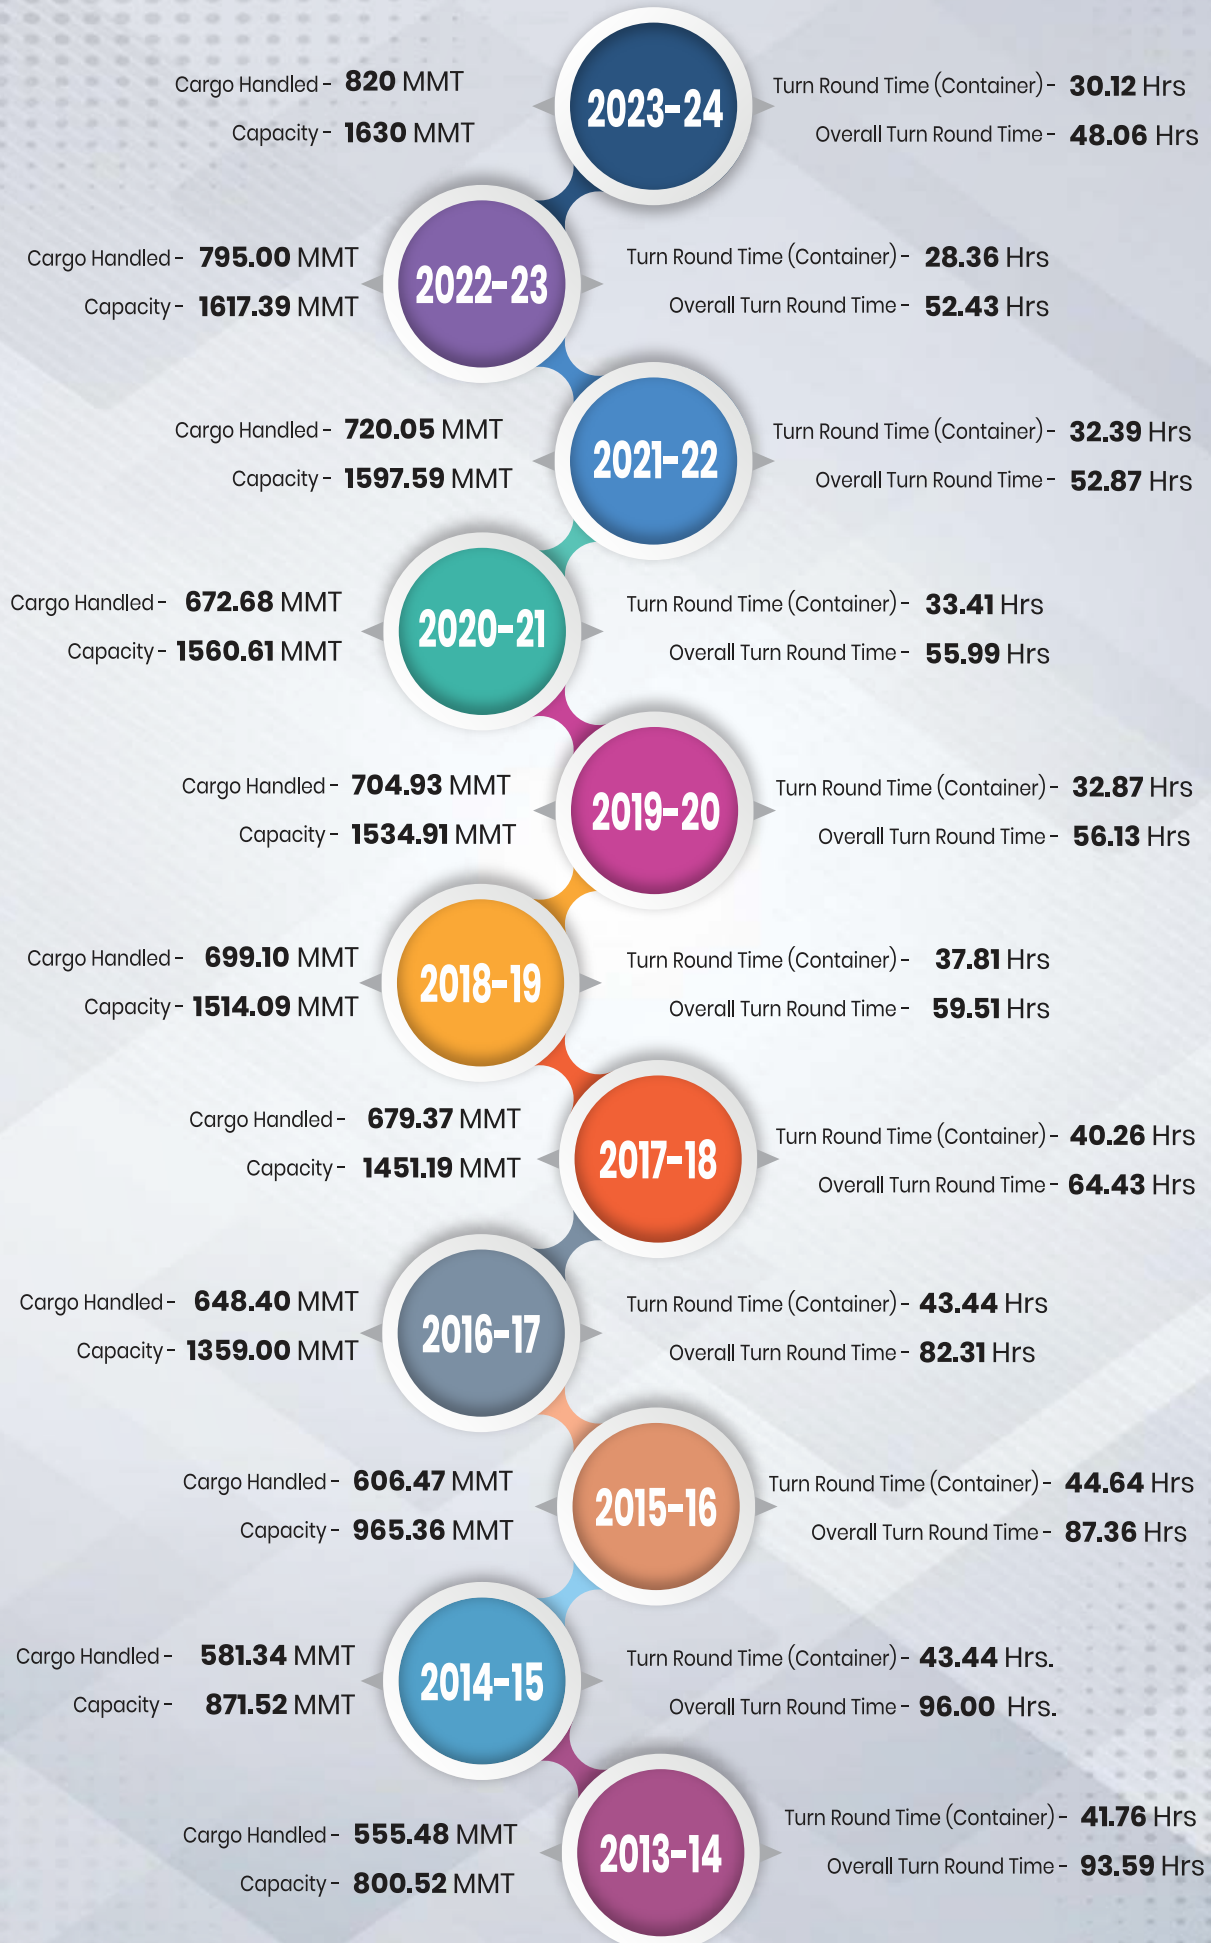 Cargo Handled - 820 MMT
Capacity - 1630 MMT
2023-24
Turn Round Time (Container) - 30.12 Hrs
Overall Turn Round Time - 48.06 Hrs
Cargo Handled - 795.00 MMT
Capacity - 1617.39 MMT
2022-23
Turn Round Time (Container) - 28.36 Hrs
Overall Turn Round Time - 52.43 Hrs
Cargo Handled - 720.05 MMT
Capacity - 1597.59 MMT
2021-22
Turn Round Time (Container) - 32.39 Hrs
Overall Turn Round Time - 52.87 Hrs
Cargo Handled - 672.68 MMT
Capacity - 1560.61 MMT
2020-21
Turn Round Time (Container) - 33.41 Hrs
Overall Turn Round Time - 55.99 Hrs
Cargo Handled - 704.93 MMT
Capacity - 1534.91 MMT
2019-20
Turn Round Time (Container) - 32.87 Hrs
Overall Turn Round Time - 56.13 Hrs
Cargo Handled - 699.10 MMT
Capacity - 1514.09 MMT
2018-19
Turn Round Time (Container) - 37.81 Hrs
Overall Turn Round Time - 59.51 Hrs
Cargo Handled - 679.37 MMT
Capacity - 1451.19 MMT
2017-18
Turn Round Time (Container) - 40.26 Hrs
Overall Turn Round Time - 64.43 Hrs
Cargo Handled - 648.40 MMT
Capacity - 1359.00 MMT
2016-17
Turn Round Time (Container) - 43.44 Hrs
Overall Turn Round Time - 82.31 Hrs
Cargo Handled - 606.47 MMT
Capacity - 965.36 MMT
2015-16
Turn Round Time (Container) - 44.64 Hrs
Overall Turn Round Time - 87.36 Hrs
Cargo Handled - 581.34 MMT
Capacity - 871.52 MMT
2014-15
Turn Round Time (Container) - 43.44 Hrs.
Overall Turn Round Time - 96.00 Hrs.
Cargo Handled - 555.48 MMT
Capacity - 800.52 MMT
2013-14
Turn Round Time (Container) - 41.76 Hrs
Overall Turn Round Time - 93.59 Hrs